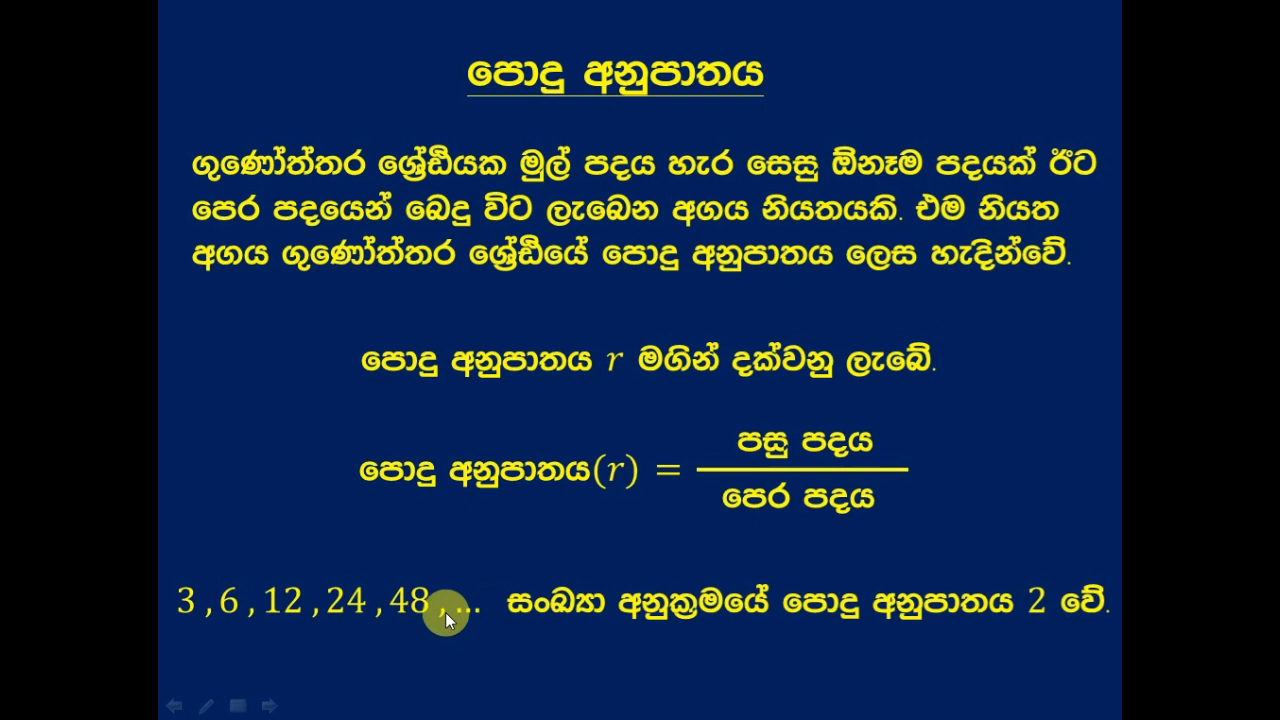 පොදු අනුපාතය
ගුණෝත්තර ශ්‍රේඪියක මුල් පදය හැර සෙසු ඕනෑම පදයක් ඊට
පෙර පදයෙන් බෙදූ විට ලැබෙන අගය නියතයකි. එම නියත
අගය ගුණෝත්තර ශ්‍රේඪියේ පොදු අනුපාතය ලෙස හැදින්වේ.
පොදු අනුපාතය r මගින් දක්වනු ලැබේ.
පොදු අනුපාතය(r) = පසු පදය / පෙර පදය
3 , 6 , 12 , 24 , 48 , ... සංඛ්‍යා අනුක්‍රමයේ පොදු අනුපාතය 2 වේ.